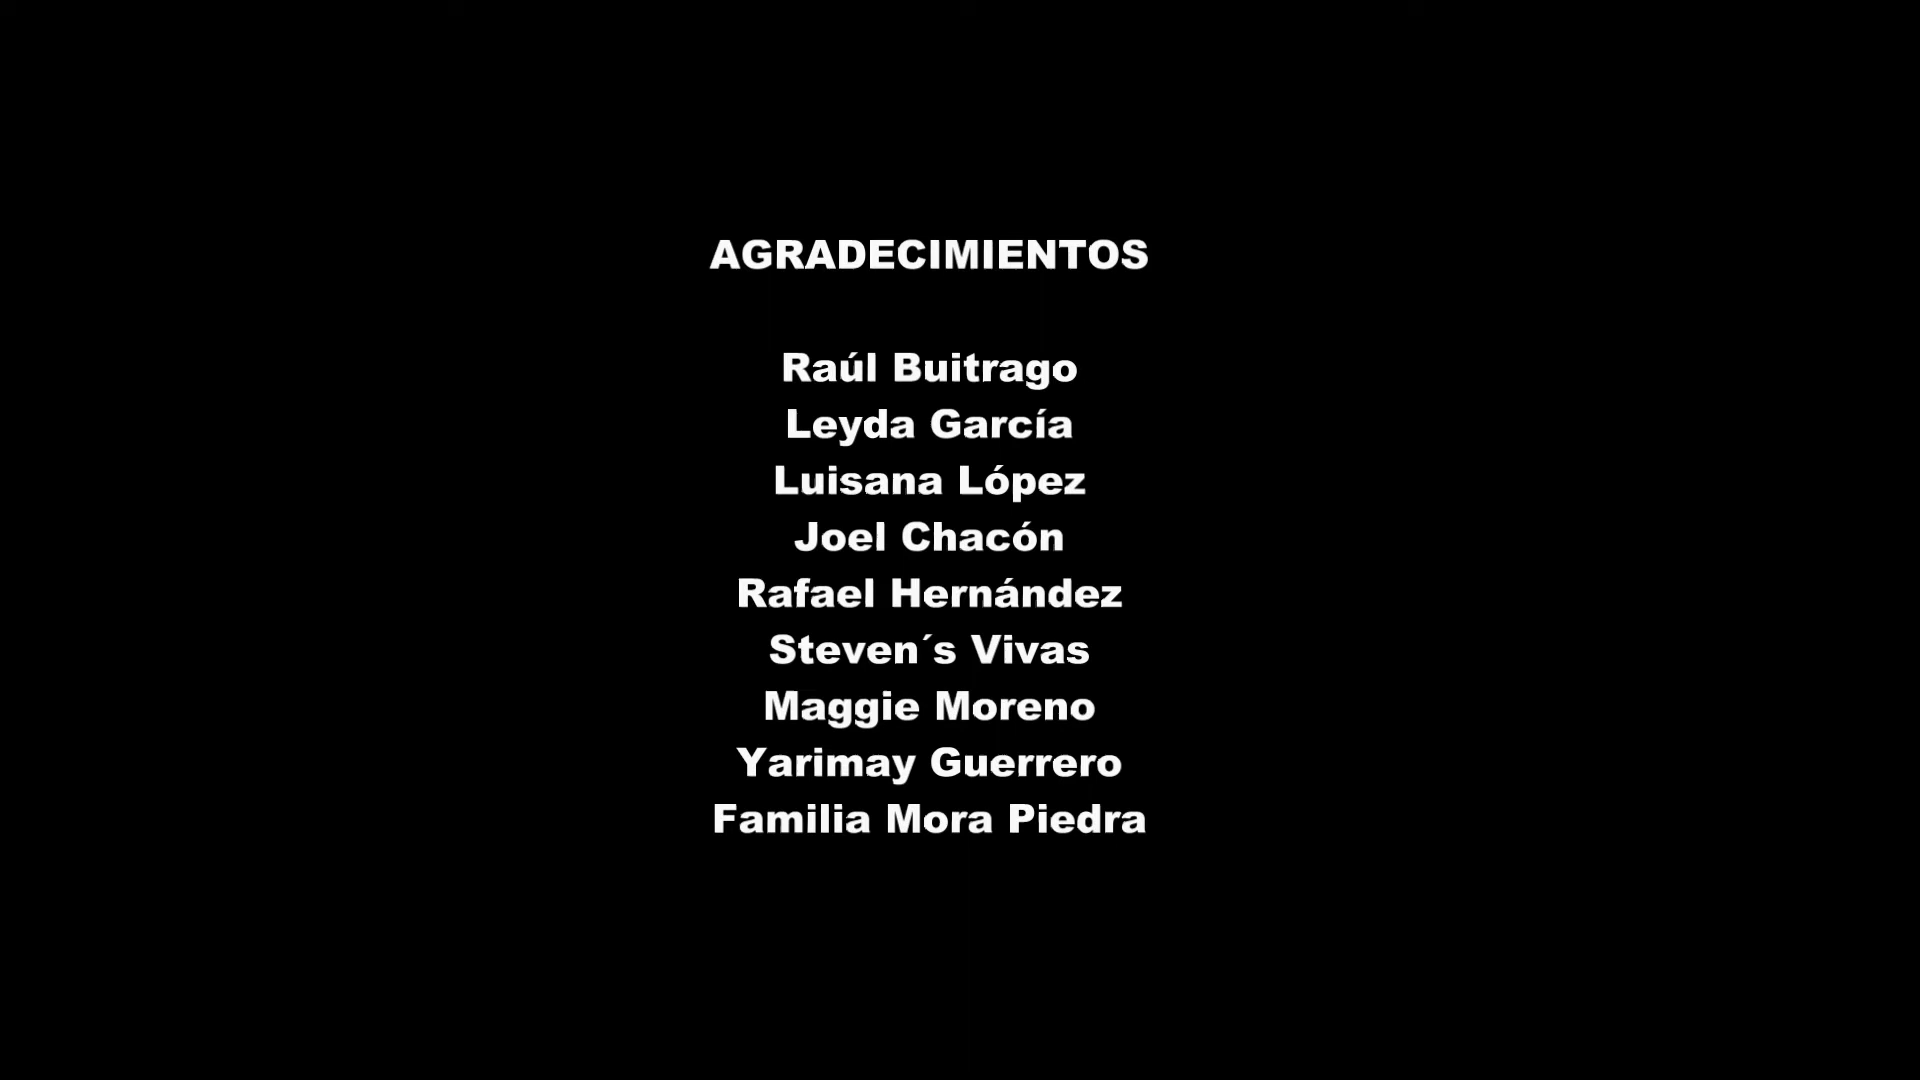 AGRADECIMIENTOS
Raúl Buitrago
Leyda García
Luisana López
Joel Chacón
Rafael Hernández
Steven´s Vivas
Maggie Moreno
Yarimay Guerrero
Familia Mora Piedra